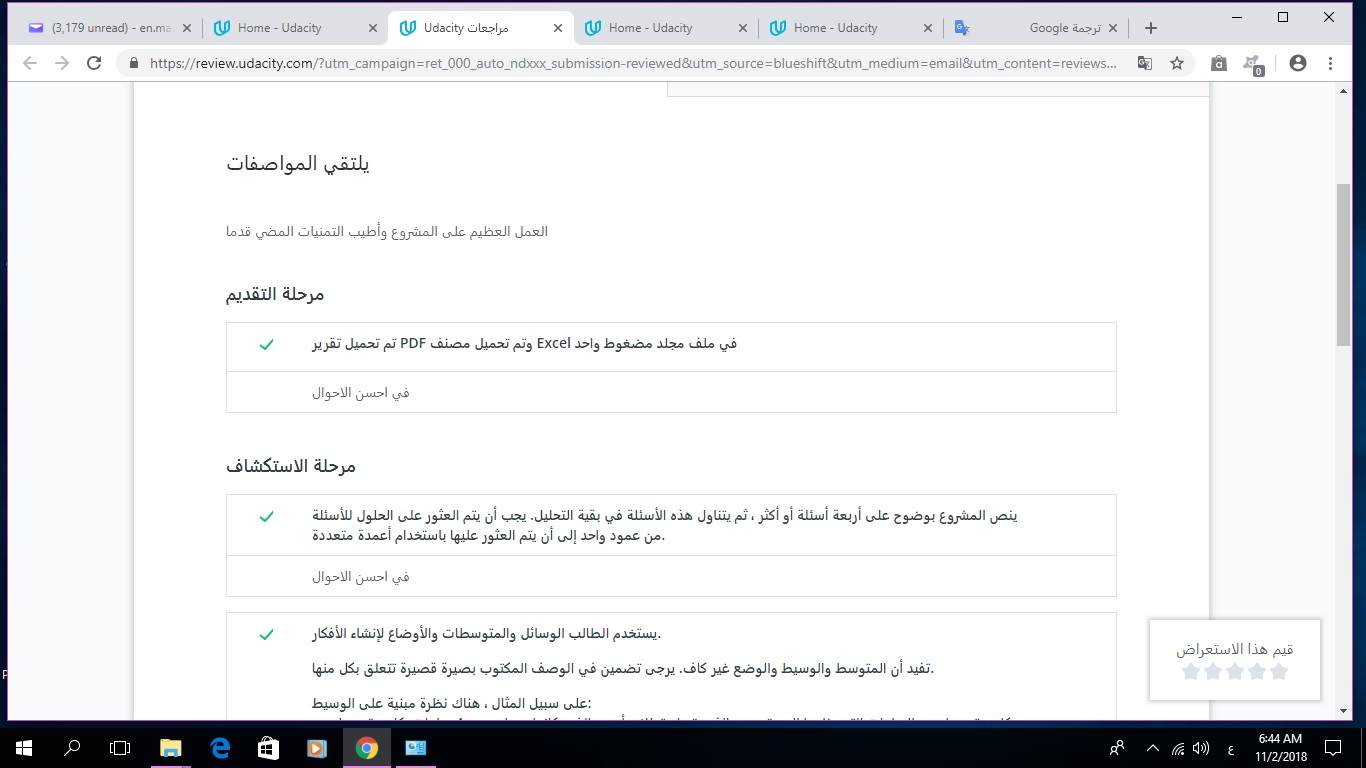 (3,179 unread) - en.ma
Home - Udacity
مراجعات Udacity
Home - Udacity
Home - Udacity
ترجمة Google
https://review.udacity.com/?utm_campaign=ret_000_auto_ndxxx_submission-reviewed&utm_source=blueshift&utm_medium=email&utm_content=reviews...
0
يلتقي المواصفات
العمل العظيم على المشروع وأطيب التمنيات المضي قدما
مرحلة التقديم
تم تحميل تقرير PDF وتم تحميل مصنف Excel في ملف مجلد مضغوط واحد
في احسن الاحوال
مرحلة الاستكشاف
ينص المشروع بوضوح على أربعة أسئلة أو أكثر ، ثم يتناول هذه الأسئلة في بقية التحليل. يجب أن يتم العثور على الحلول للأسئلة
من عمود واحد إلى أن يتم العثور عليها باستخدام أعمدة متعددة.
في احسن الاحوال
يستخدم الطالب الوسائل والمتوسطات والأوضاع لإنشاء الأفكار.
تفيد أن المتوسط والوسيط والوضع غير كاف. يرجى تضمين في الوصف المكتوب بصيرة قصيرة تتعلق بكل منها.
على سبيل المثال ، هناك نظرة مبنية على الوسيط:
قيم هذا الاستعراض
P
ع
6:44 AM
11/2/2018